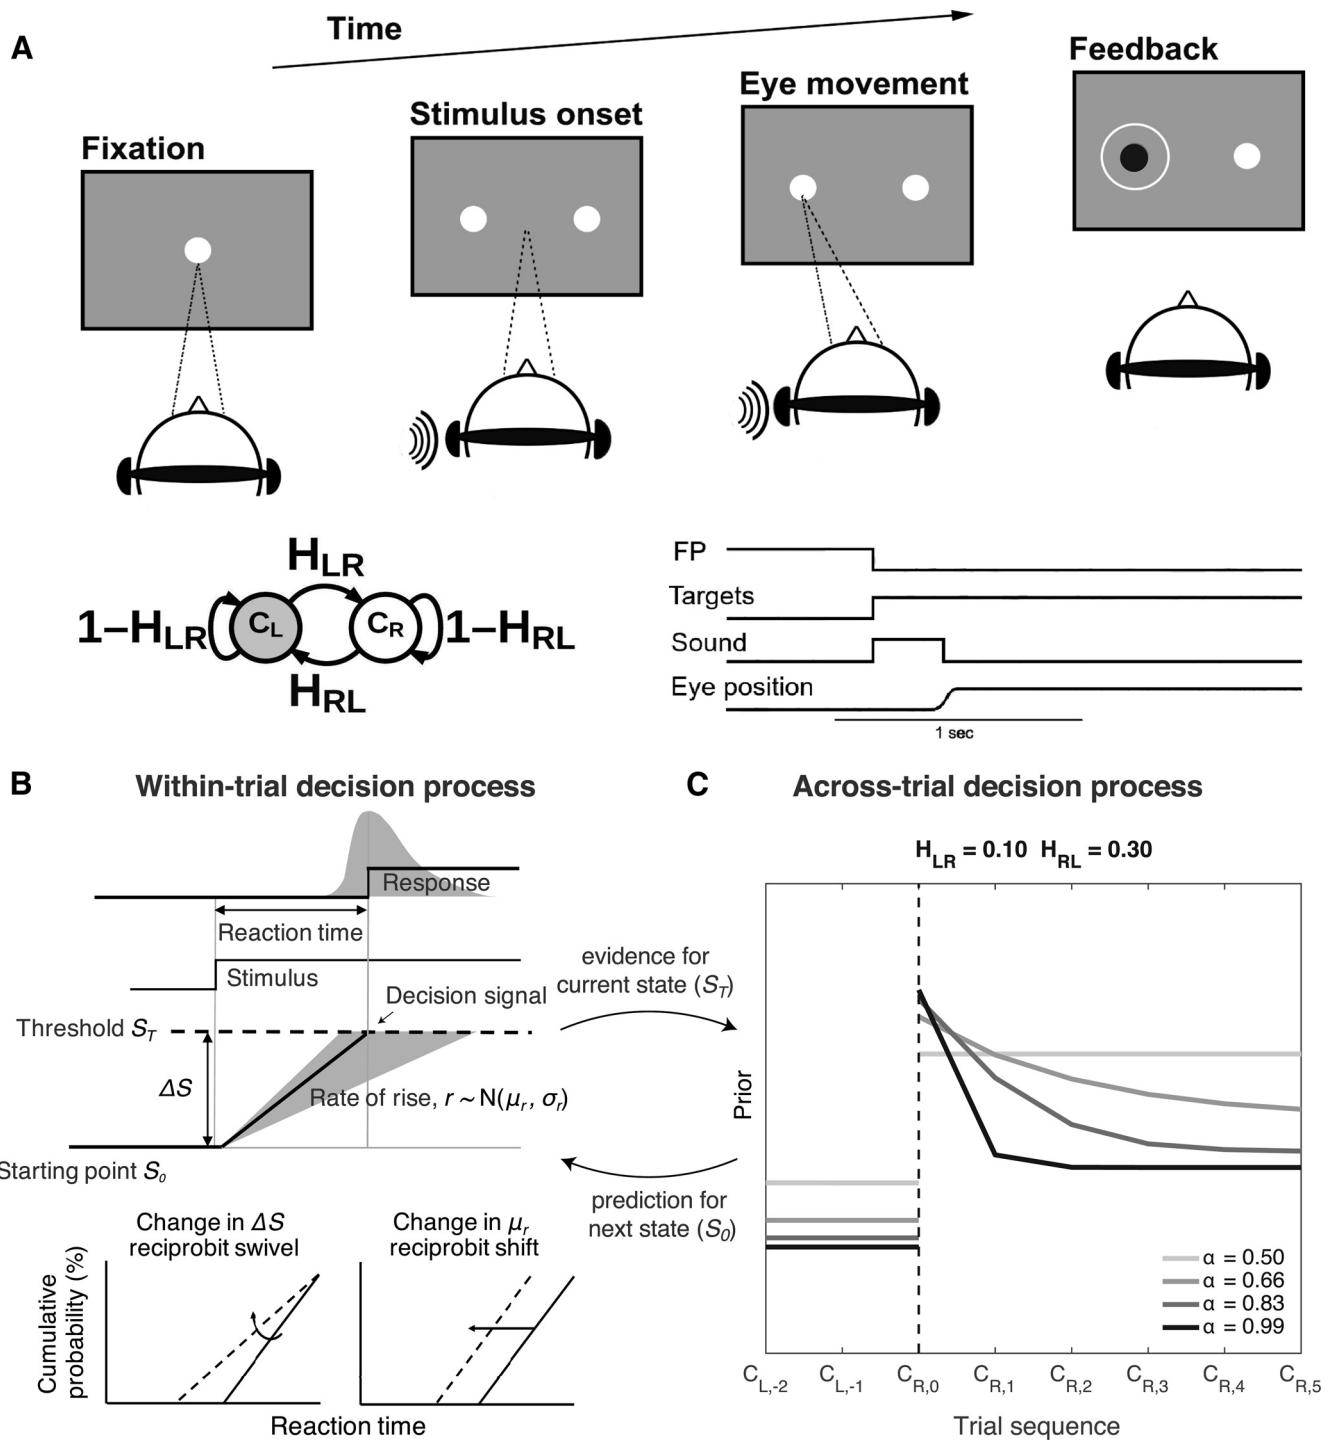 A
Time
Fixation
Stimulus onset
Eye movement
Feedback
H_LR
1–H_LR
C_L
C_R
1–H_RL
H_RL
FP
Targets
Sound
Eye position
1 sec
B
Within-trial decision process
Response
Reaction time
Stimulus
Decision signal
Threshold S_T
ΔS
Rate of rise, r ~ N(μ_r, σ_r)
Starting point S_0
evidence for
current state (S_T)
prediction for
next state (S_0)
Change in ΔS
reciprobit swivel
Change in μ_r
reciprobit shift
Cumulative
probability (%)
Reaction time
C
Across-trial decision process
H_LR = 0.10 H_RL = 0.30
Prior
α = 0.50
α = 0.66
α = 0.83
α = 0.99
C_L,-2 C_L,-1 C_R,0 C_R,1 C_R,2 C_R,3 C_R,4 C_R,5
Trial sequence